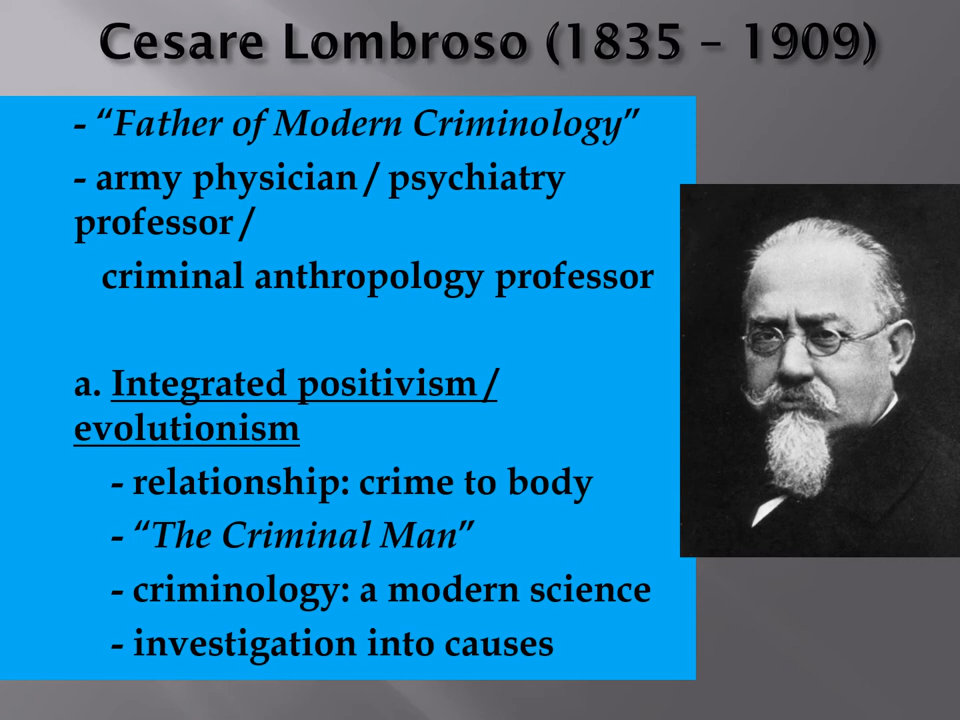 Cesare Lombroso (1835 – 1909)
- “Father of Modern Criminology”
- army physician / psychiatry
professor /
criminal anthropology professor
a. Integrated positivism /
evolutionism
- relationship: crime to body
- “The Criminal Man”
- criminology: a modern science
- investigation into causes